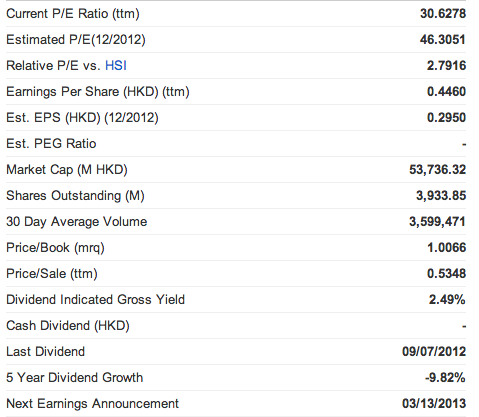 Current P/E Ratio (ttm) 30.6278
Estimated P/E(12/2012) 46.3051
Relative P/E vs. HSI 2.7916
Earnings Per Share (HKD) (ttm) 0.4460
Est. EPS (HKD) (12/2012) 0.2950
Est. PEG Ratio -
Market Cap (M HKD) 53,736.32
Shares Outstanding (M) 3,933.85
30 Day Average Volume 3,599,471
Price/Book (mrq) 1.0066
Price/Sale (ttm) 0.5348
Dividend Indicated Gross Yield 2.49%
Cash Dividend (HKD) -
Last Dividend 09/07/2012
5 Year Dividend Growth -9.82%
Next Earnings Announcement 03/13/2013